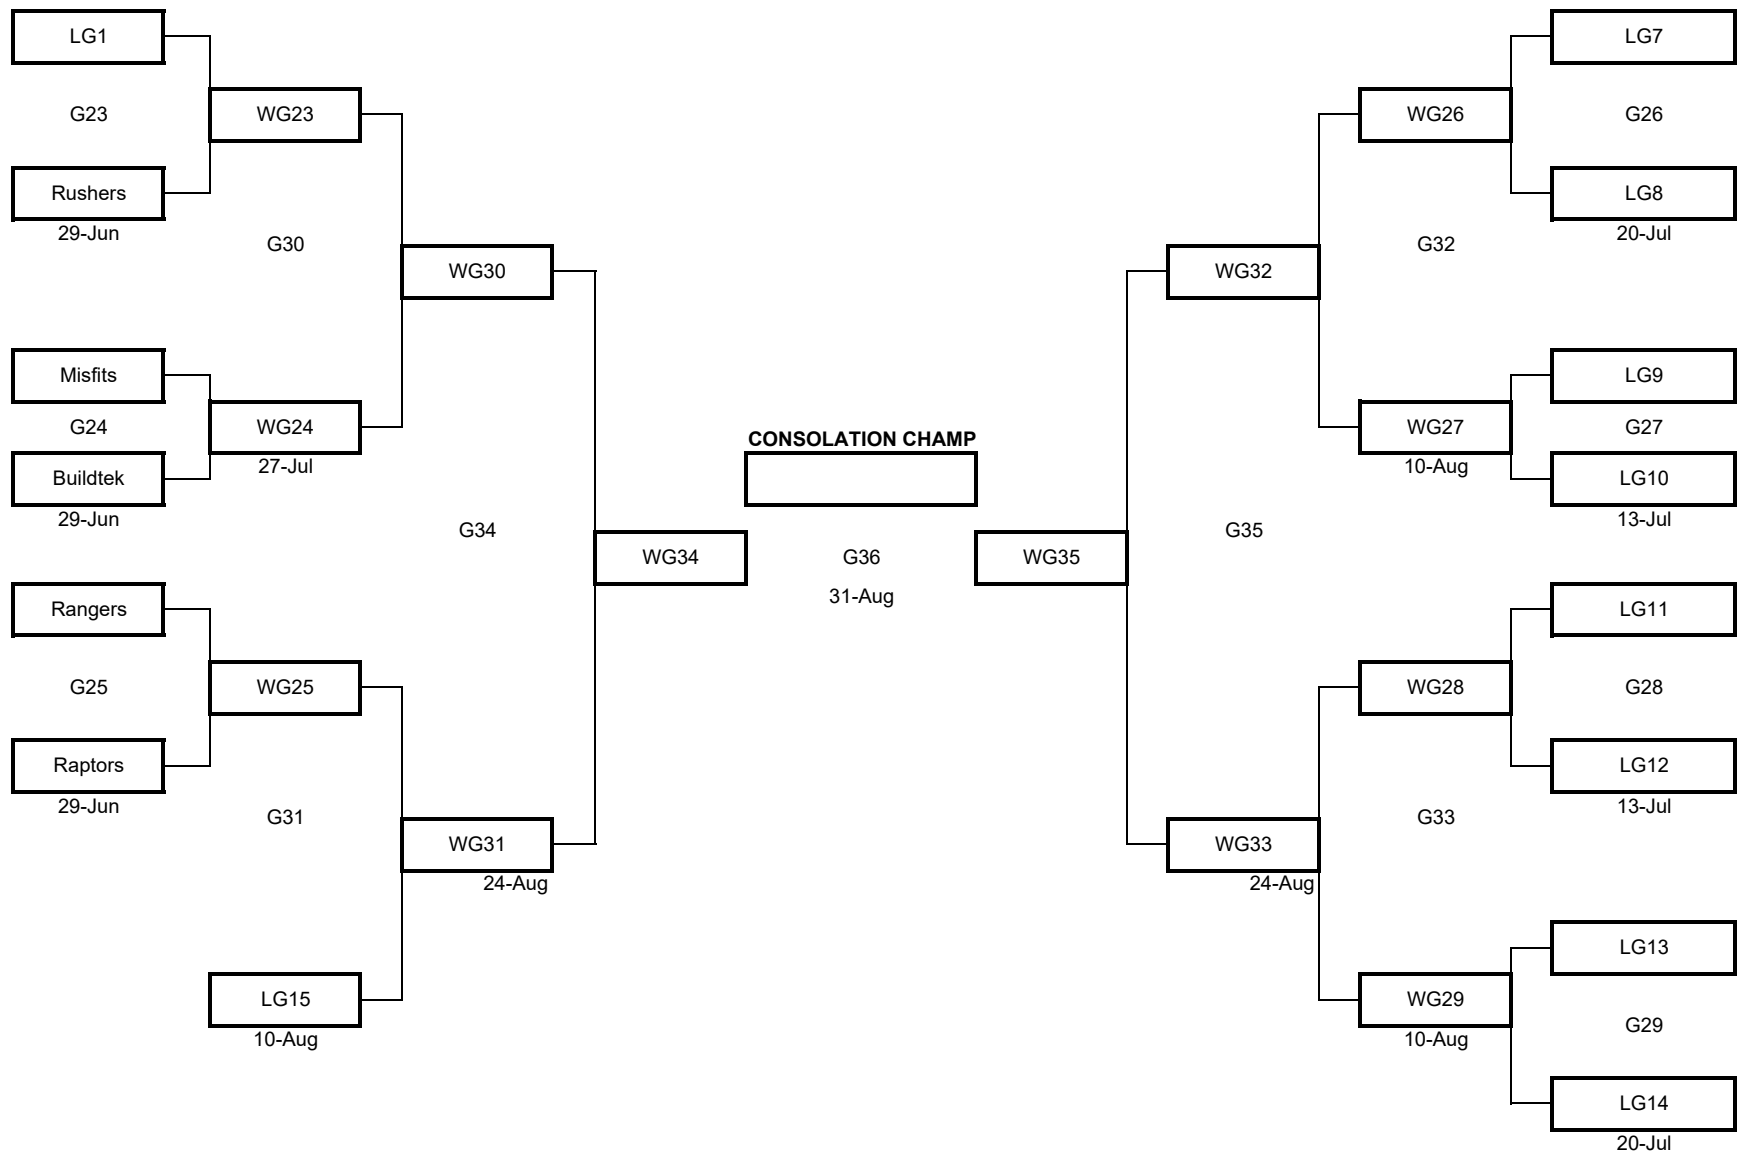 LG1
LG7
G23
WG23
WG26
G26
Rushers
LG8
29-Jun
20-Jul
G30
G32
WG30
WG32
Misfits
LG9
G24
WG24
WG27
G27
CONSOLATION CHAMP
27-Jul
10-Aug
Buildtek
LG10
29-Jun
13-Jul
G34
G35
WG34
G36
WG35
31-Aug
Rangers
LG11
G25
WG25
WG28
G28
Raptors
LG12
29-Jun
13-Jul
G31
G33
WG31
WG33
24-Aug
24-Aug
LG13
LG15
WG29
G29
10-Aug
10-Aug
LG14
20-Jul